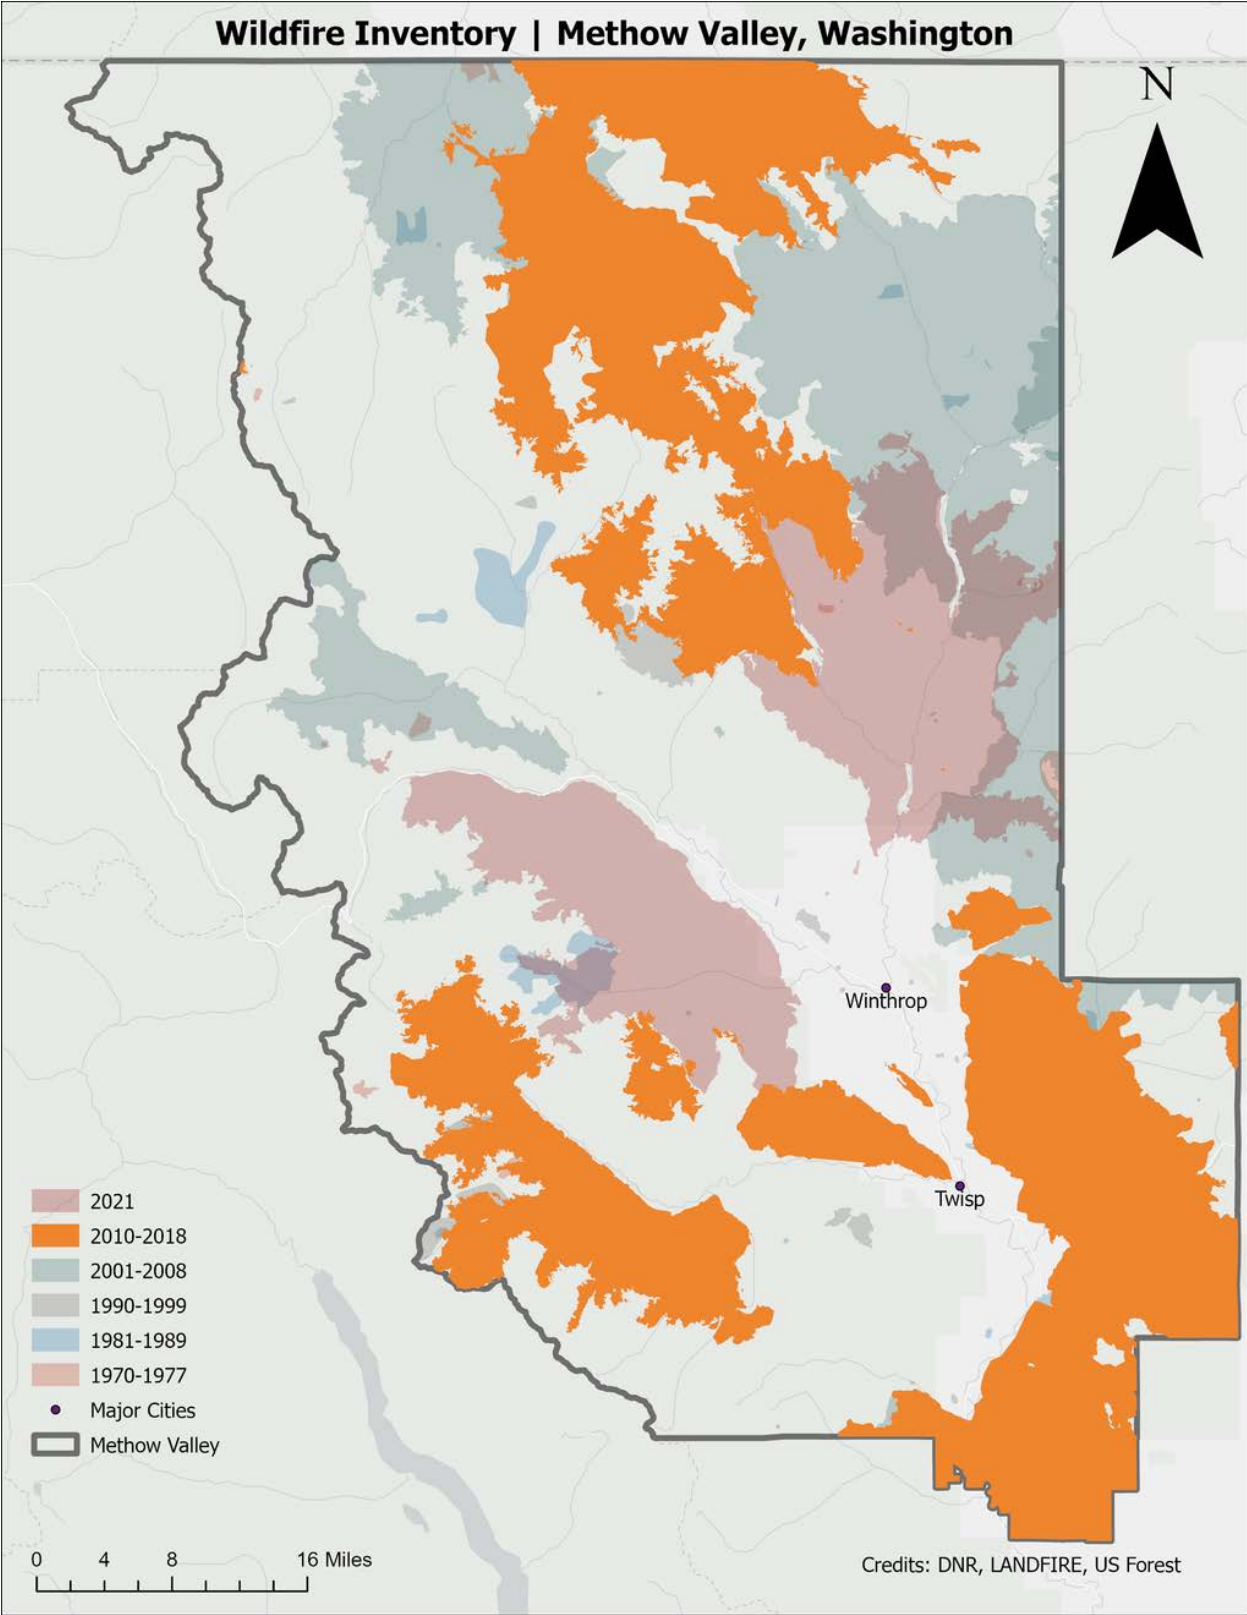 Wildfire Inventory | Methow Valley, Washington
N
Winthrop
Twisp
2021
2010-2018
2001-2008
1990-1999
1981-1989
1970-1977
Major Cities
Methow Valley
0 4 8 16 Miles
Credits: DNR, LANDFIRE, US Forest